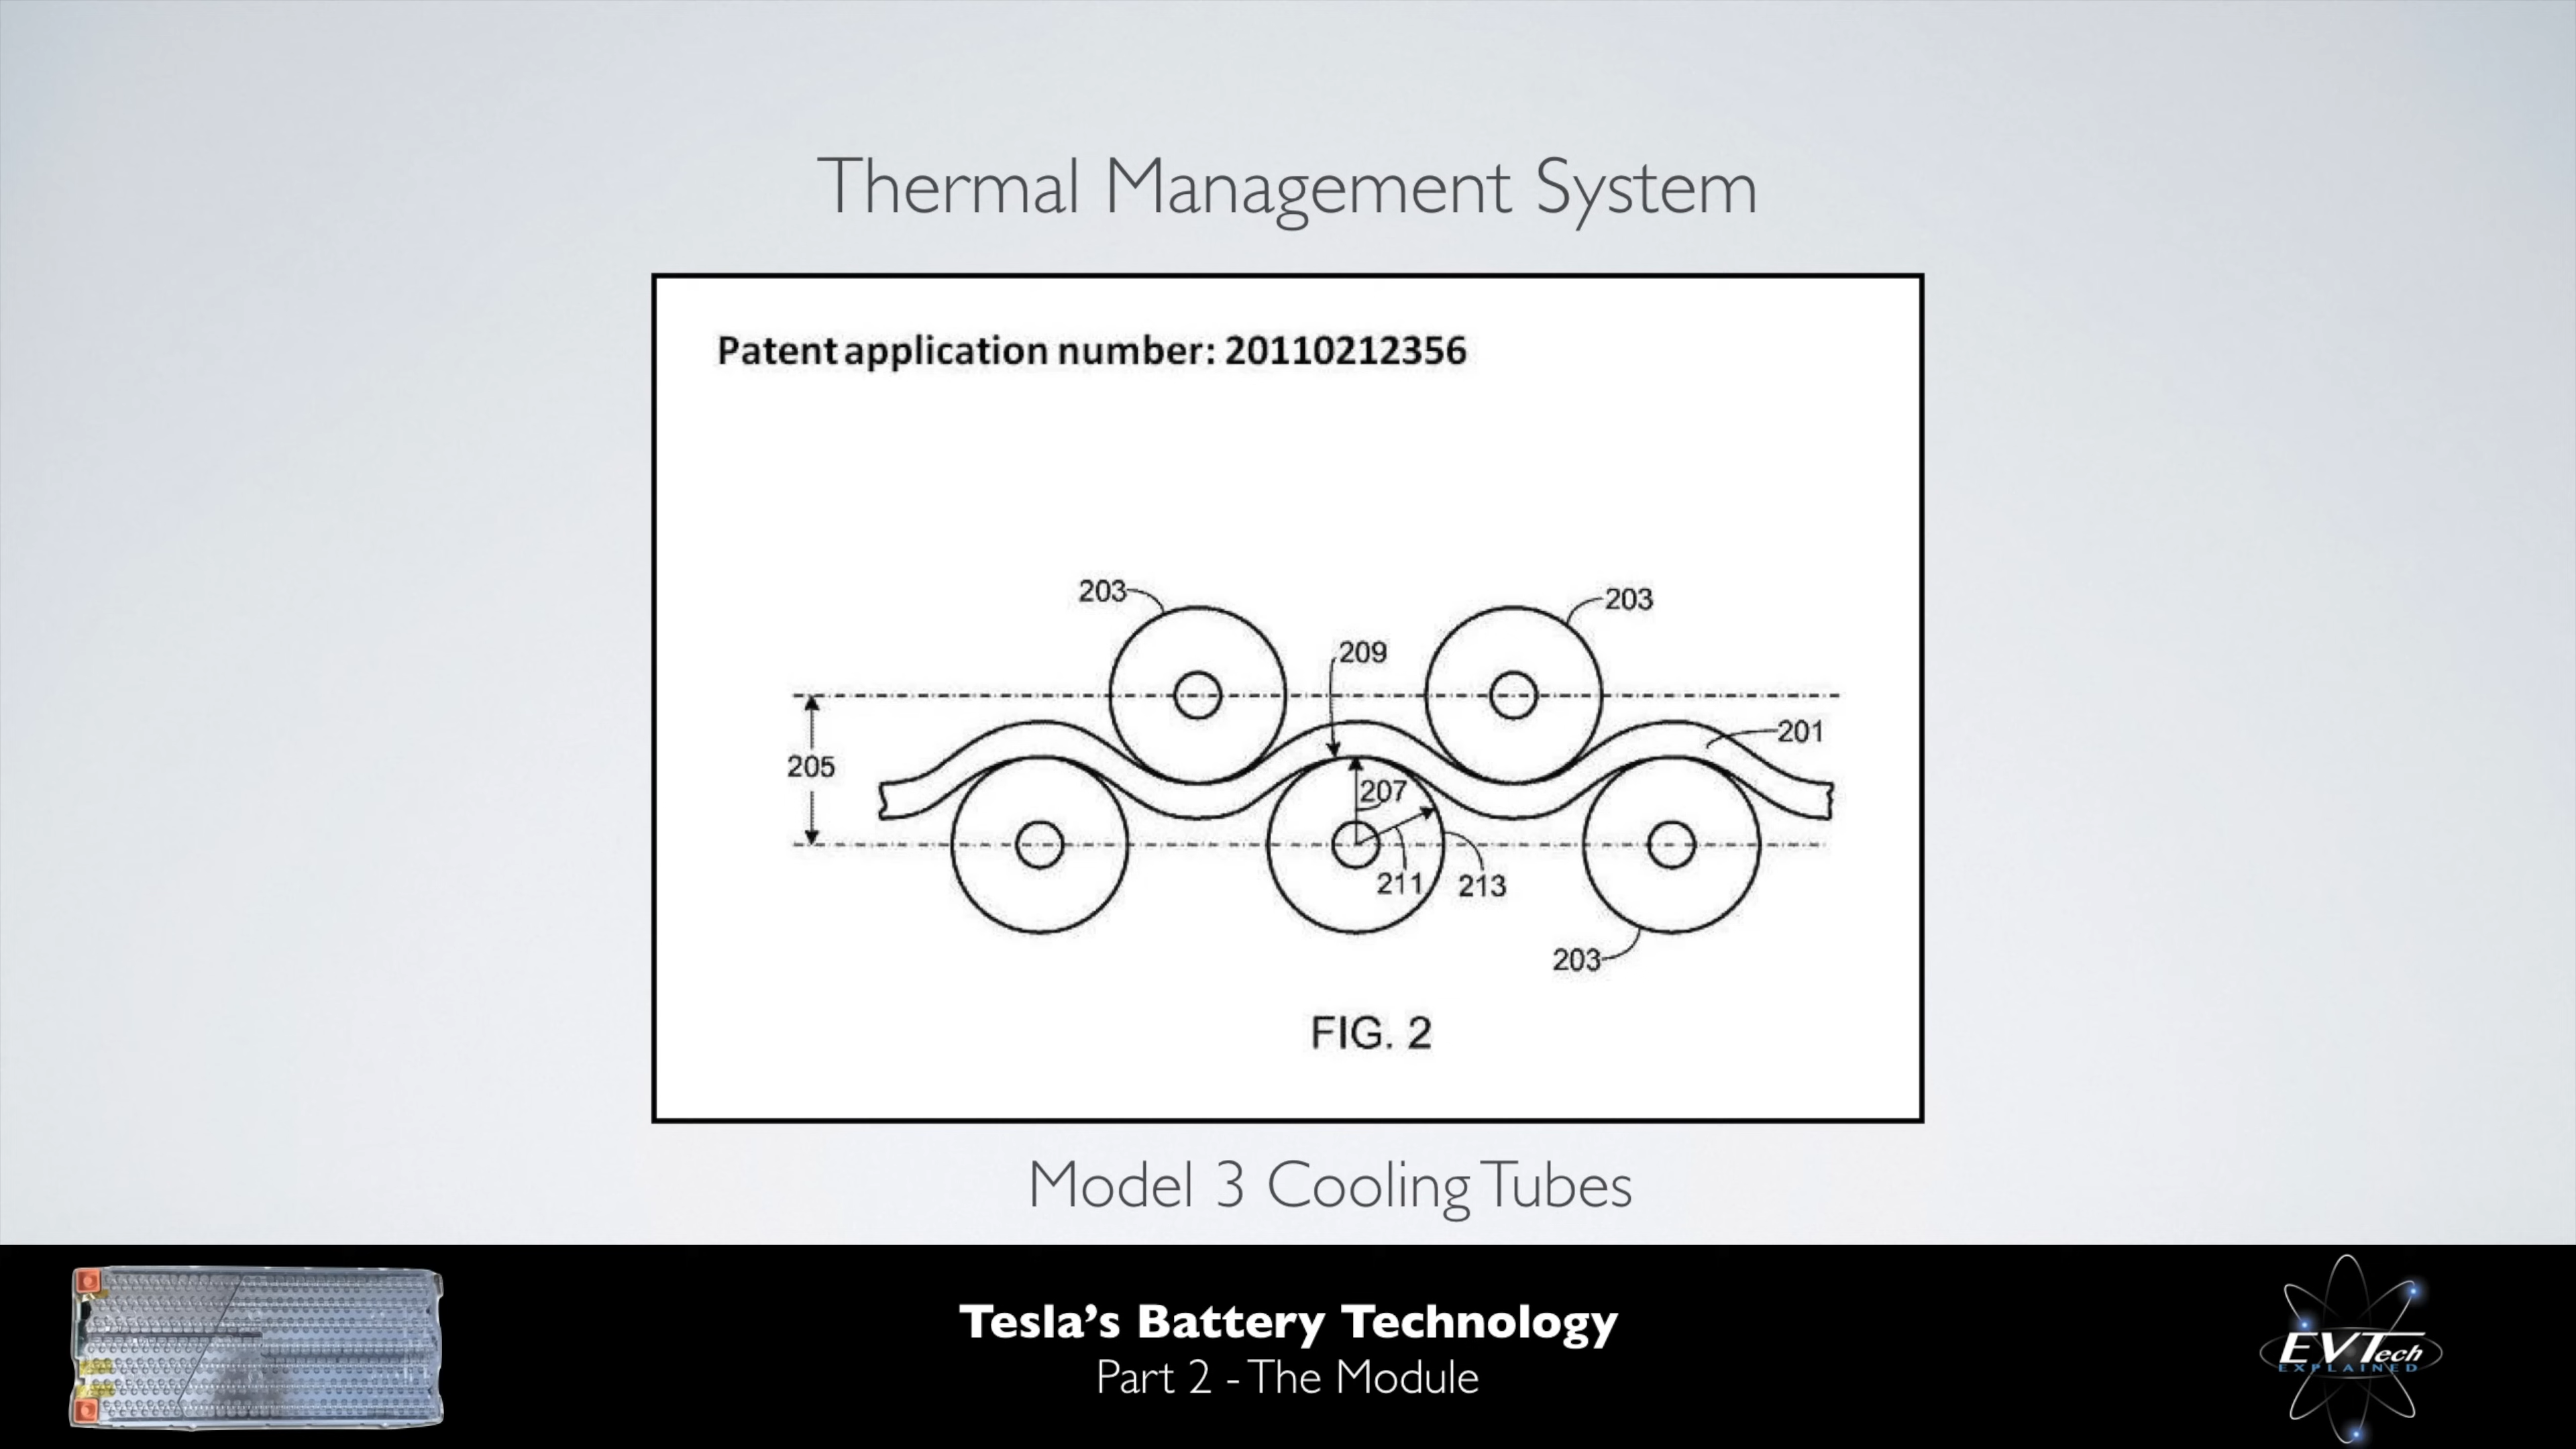 Thermal Management System
Patent application number: 20110212356
203
203
209
201
205
207
211
213
203
FIG. 2
Model 3 Cooling Tubes
Tesla's Battery Technology
Part 2 - The Module
EVTech
EXPLAINED